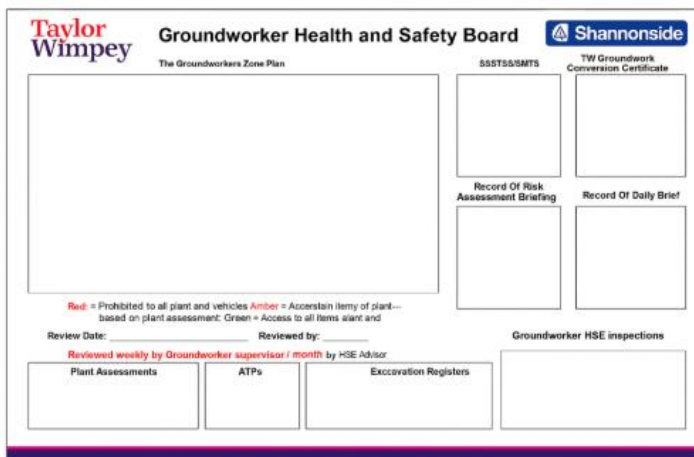 Taylor
Wimpey
Groundworker Health and Safety Board
Shannonside
The Groundworkers Zone Plan
SSSTSS/SMTS
TW Groundwork
Conversion Certificate
Record Of Risk
Assessment Briefing
Record Of Daily Brief
Red: = Prohibited to all plant and vehicles Amber = Accerstain itemy of plant---
based on plant assessment: Green = Access to all items alant and
Review Date: Reviewed by:
Reviewed weekly by Groundworker supervisor / month by HSE Advisor
Groundworker HSE inspections
Plant Assessments
ATPs
Exccavation Registers